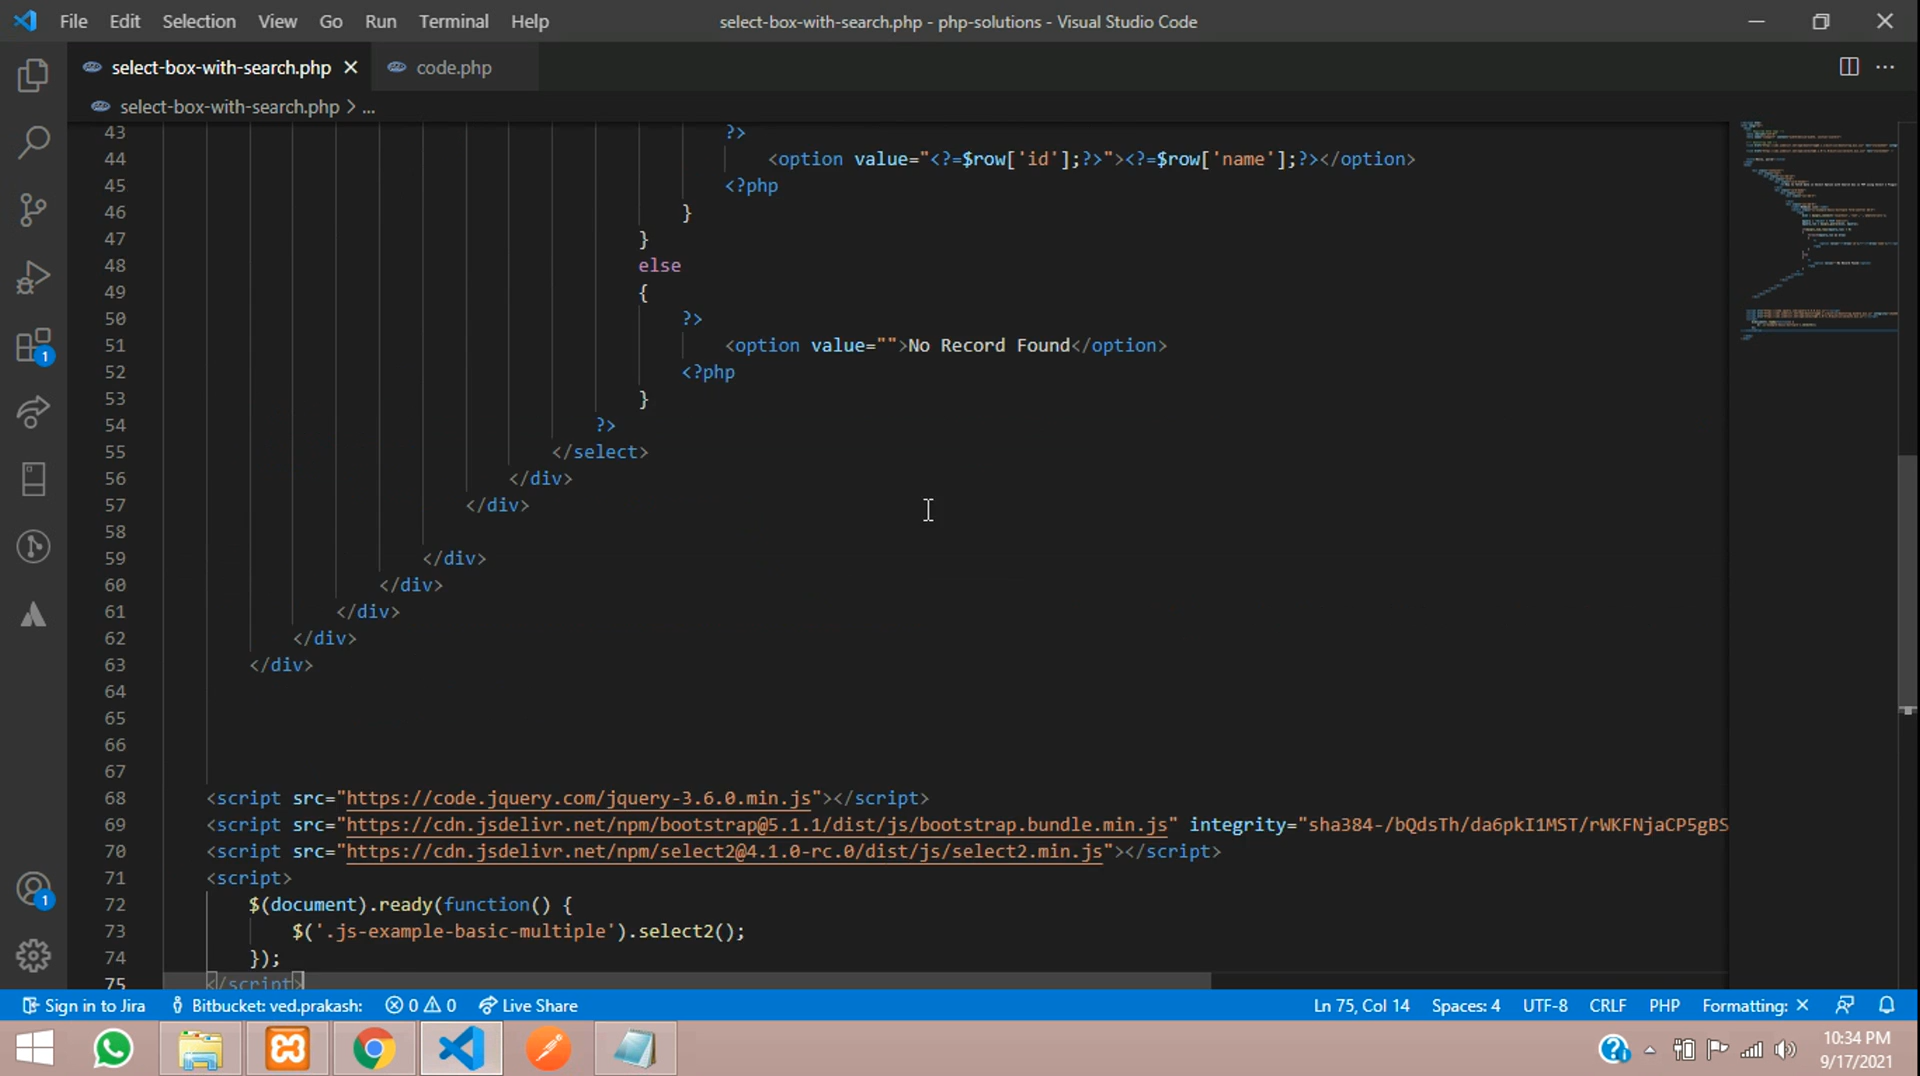 File Edit Selection View Go Run Terminal Help select-box-with-search.php - php-solutions - Visual Studio Code
select-box-with-search.php code.php
select-box-with-search.php > ...
43 ?>
44 <option value="<?=$row['id'];?>"><?=$row['name'];?></option>
45 <?php
46 }
47 }
48 else
49 {
50 ?>
51 <option value="">No Record Found</option>
52 <?php
53 }
54 ?>
55 </select>
56 </div>
57 </div>
58
59 </div>
60 </div>
61 </div>
62 </div>
63 </div>
64
65
66
67
68 <script src="https://code.jquery.com/jquery-3.6.0.min.js"></script>
69 <script src="https://cdn.jsdelivr.net/npm/bootstrap@5.1.1/dist/js/bootstrap.bundle.min.js" integrity="sha384-/bQdsTh/da6pkI1MST/rWKFNjaCP5gBS
70 <script src="https://cdn.jsdelivr.net/npm/select2@4.1.0-rc.0/dist/js/select2.min.js"></script>
71 <script>
72 $(document).ready(function() {
73 $('.js-example-basic-multiple').select2();
74 });
75 </script>
Sign in to Jira Bitbucket: ved.prakash: 0 0 Live Share Ln 75, Col 14 Spaces: 4 UTF-8 CRLF PHP Formatting: ×
10:34 PM
9/17/2021